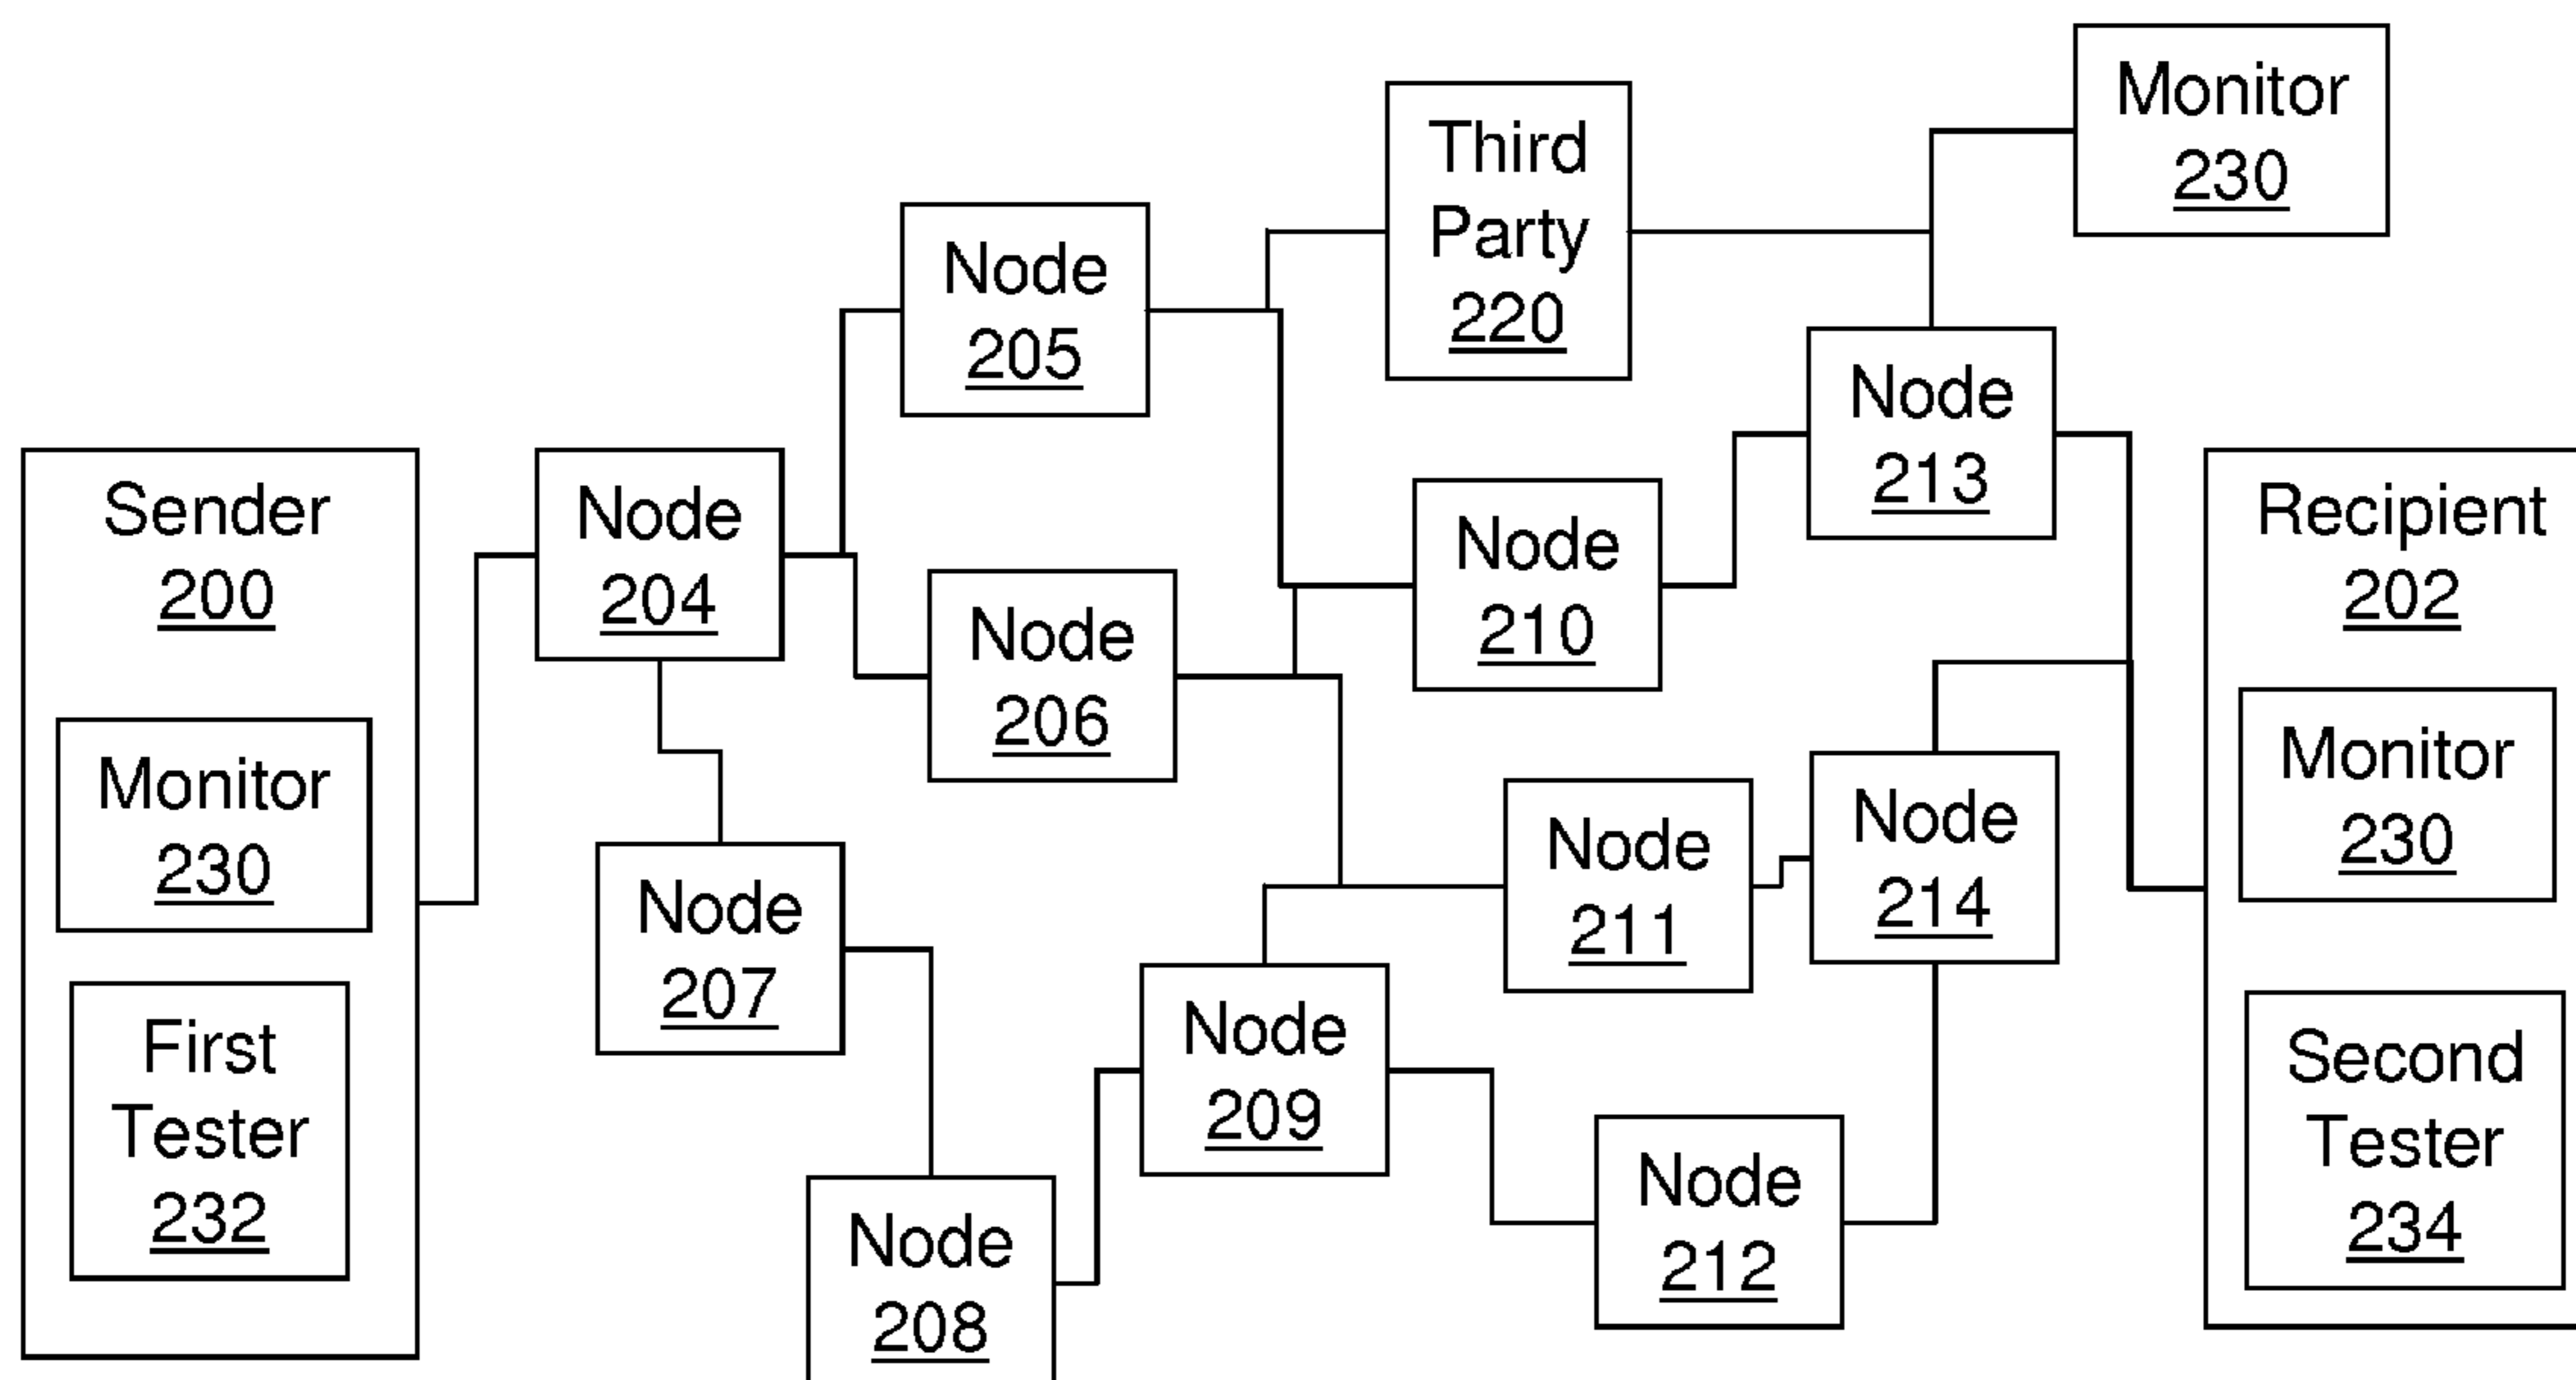 Monitor
230
Third
Party
220
Node
205
Node
213
Sender
200
Node
204
Node
210
Recipient
202
Node
206
Monitor
230
Monitor
230
Node
211
Node
214
Node
207
First
Tester
232
Node
209
Second
Tester
234
Node
212
Node
208